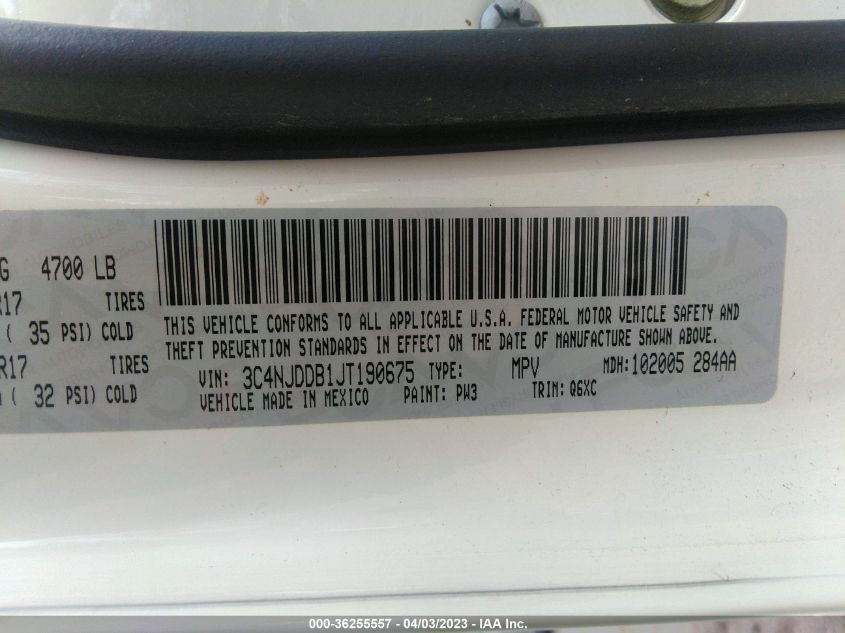 G 4700 LB
R17 TIRES
( 35 PSI) COLD
R17 TIRES
( 32 PSI) COLD
THIS VEHICLE CONFORMS TO ALL APPLICABLE U.S.A. FEDERAL MOTOR VEHICLE SAFETY AND
THEFT PREVENTION STANDARDS IN EFFECT ON THE DATE OF MANUFACTURE SHOWN ABOVE.
VIN: 3C4NJDDB1JT190675 TYPE: MPV MDH:102005 284AA
VEHICLE MADE IN MEXICO PAINT: PW3 TRIM: Q6XC
000-36255557 - 04/03/2023 - IAA Inc.